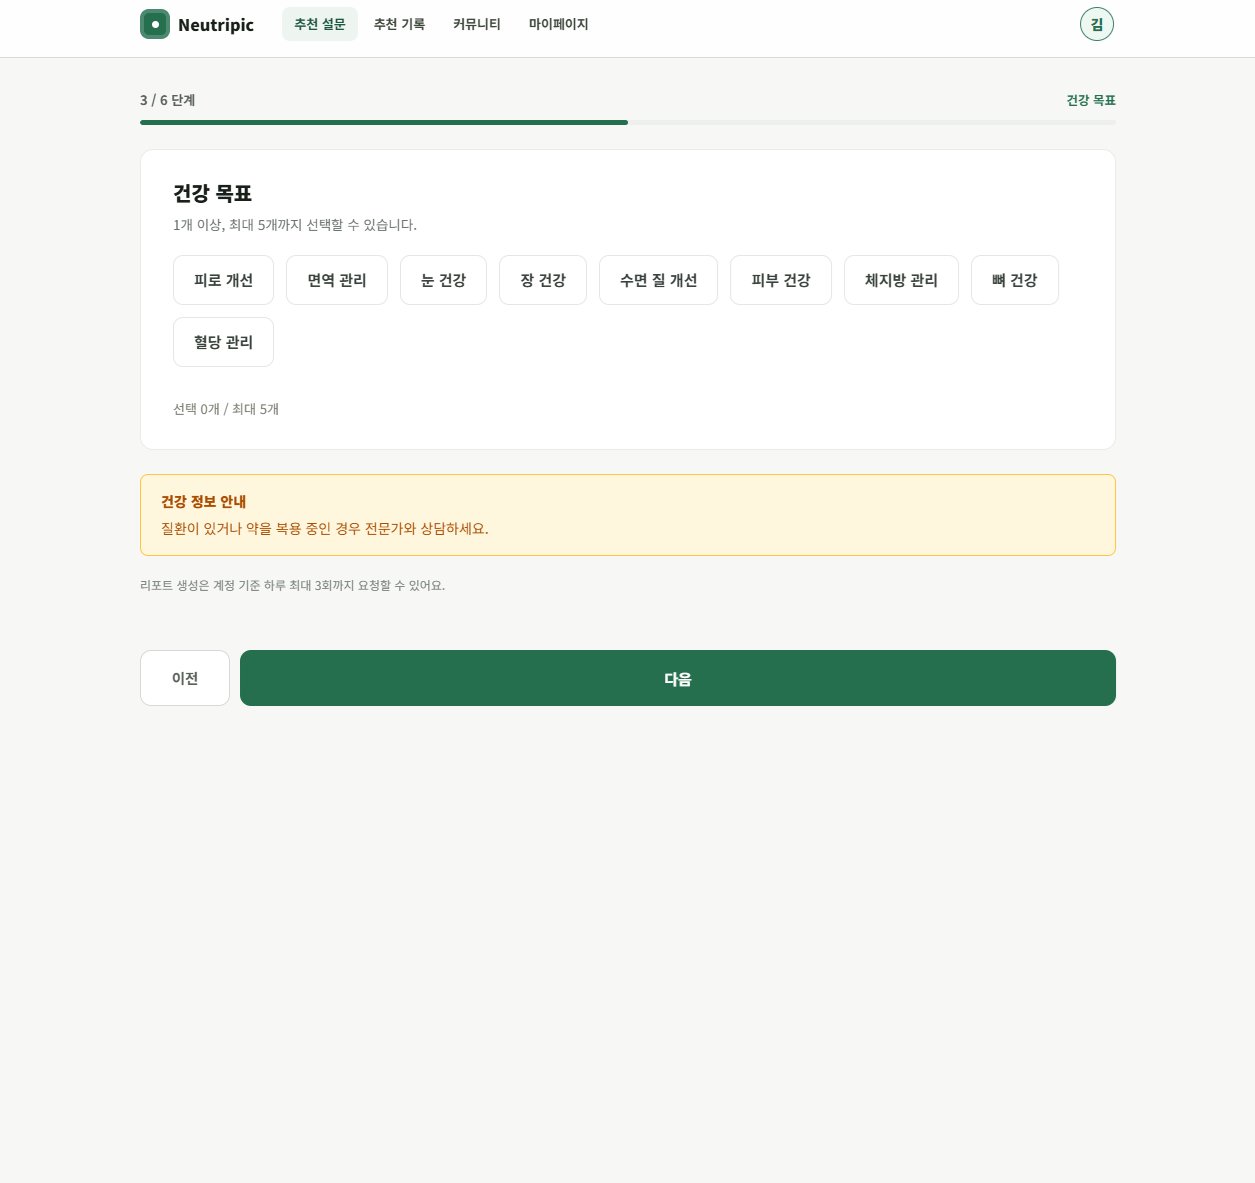 Neutripic 추천 설문 추천 기록 커뮤니티 마이페이지 김
3 / 6 단계 건강 목표
건강 목표
1개 이상, 최대 5개까지 선택할 수 있습니다.
피로 개선 면역 관리 눈 건강 장 건강 수면 질 개선 피부 건강 체지방 관리 뼈 건강
혈당 관리
선택 0개 / 최대 5개
건강 정보 안내
질환이 있거나 약을 복용 중인 경우 전문가와 상담하세요.
리포트 생성은 계정 기준 하루 최대 3회까지 요청할 수 있어요.
이전 다음